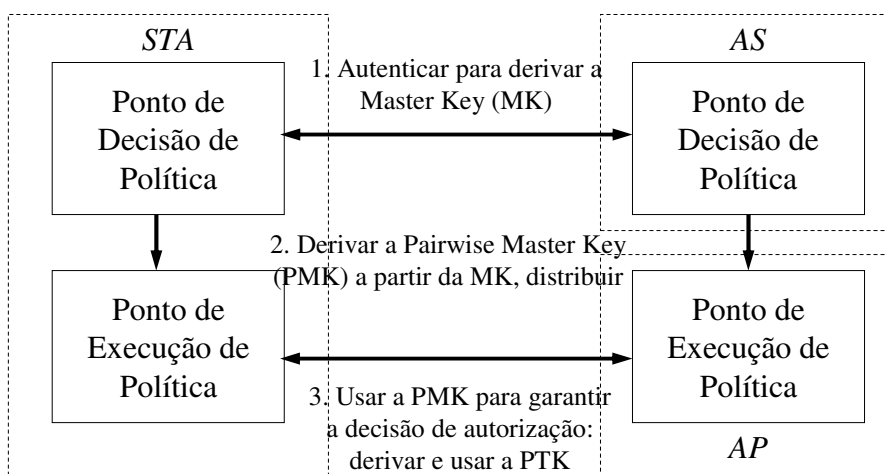 STA
AS
1. Autenticar para derivar a
Master Key (MK)
Ponto de
Decisão de
Política
Ponto de
Decisão de
Política
2. Derivar a Pairwise Master Key
(PMK) a partir da MK, distribuir
Ponto de
Execução de
Política
Ponto de
Execução de
Política
3. Usar a PMK para garantir
a decisão de autorização:
derivar e usar a PTK
AP